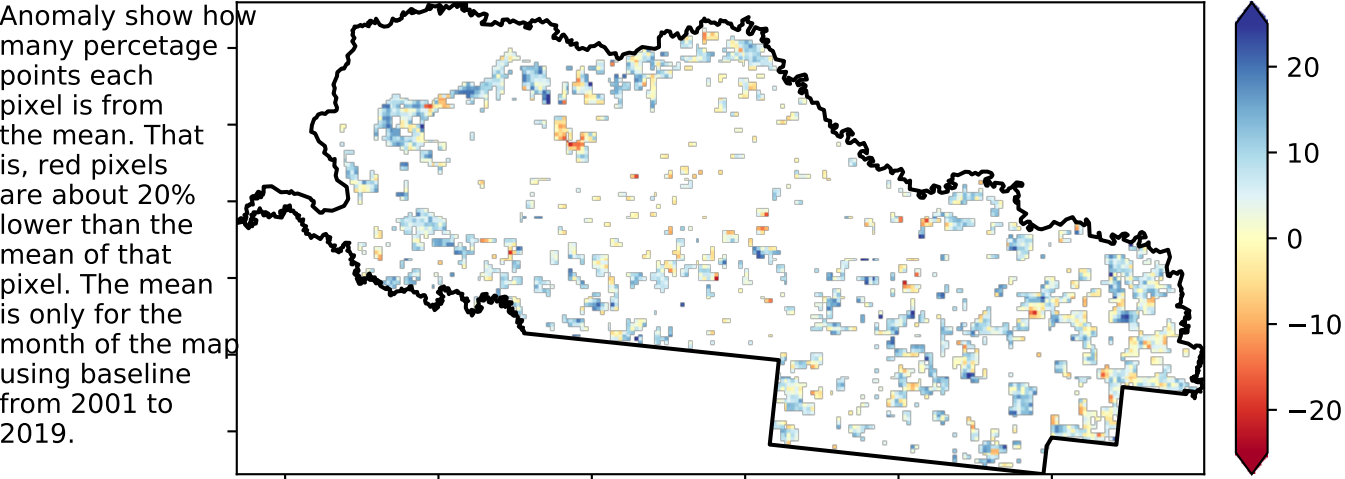 Anomaly show how
many percetage
points each
pixel is from
the mean. That
is, red pixels
are about 20%
lower than the
mean of that
pixel. The mean
is only for the
month of the map
using baseline
from 2001 to
2019.
20
10
0
−10
−20